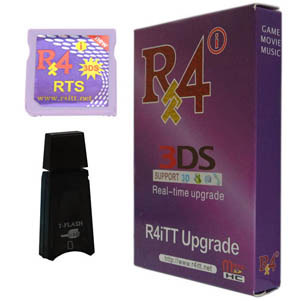 R4
3DS
RTS
www.r4itt.net
T-FLASH
R4 i
GAME
MOVIE
MUSIC
3DS
SUPPORT 3D
Real-time upgrade
R4iTT Upgrade
http://www.r4itt.net
HC